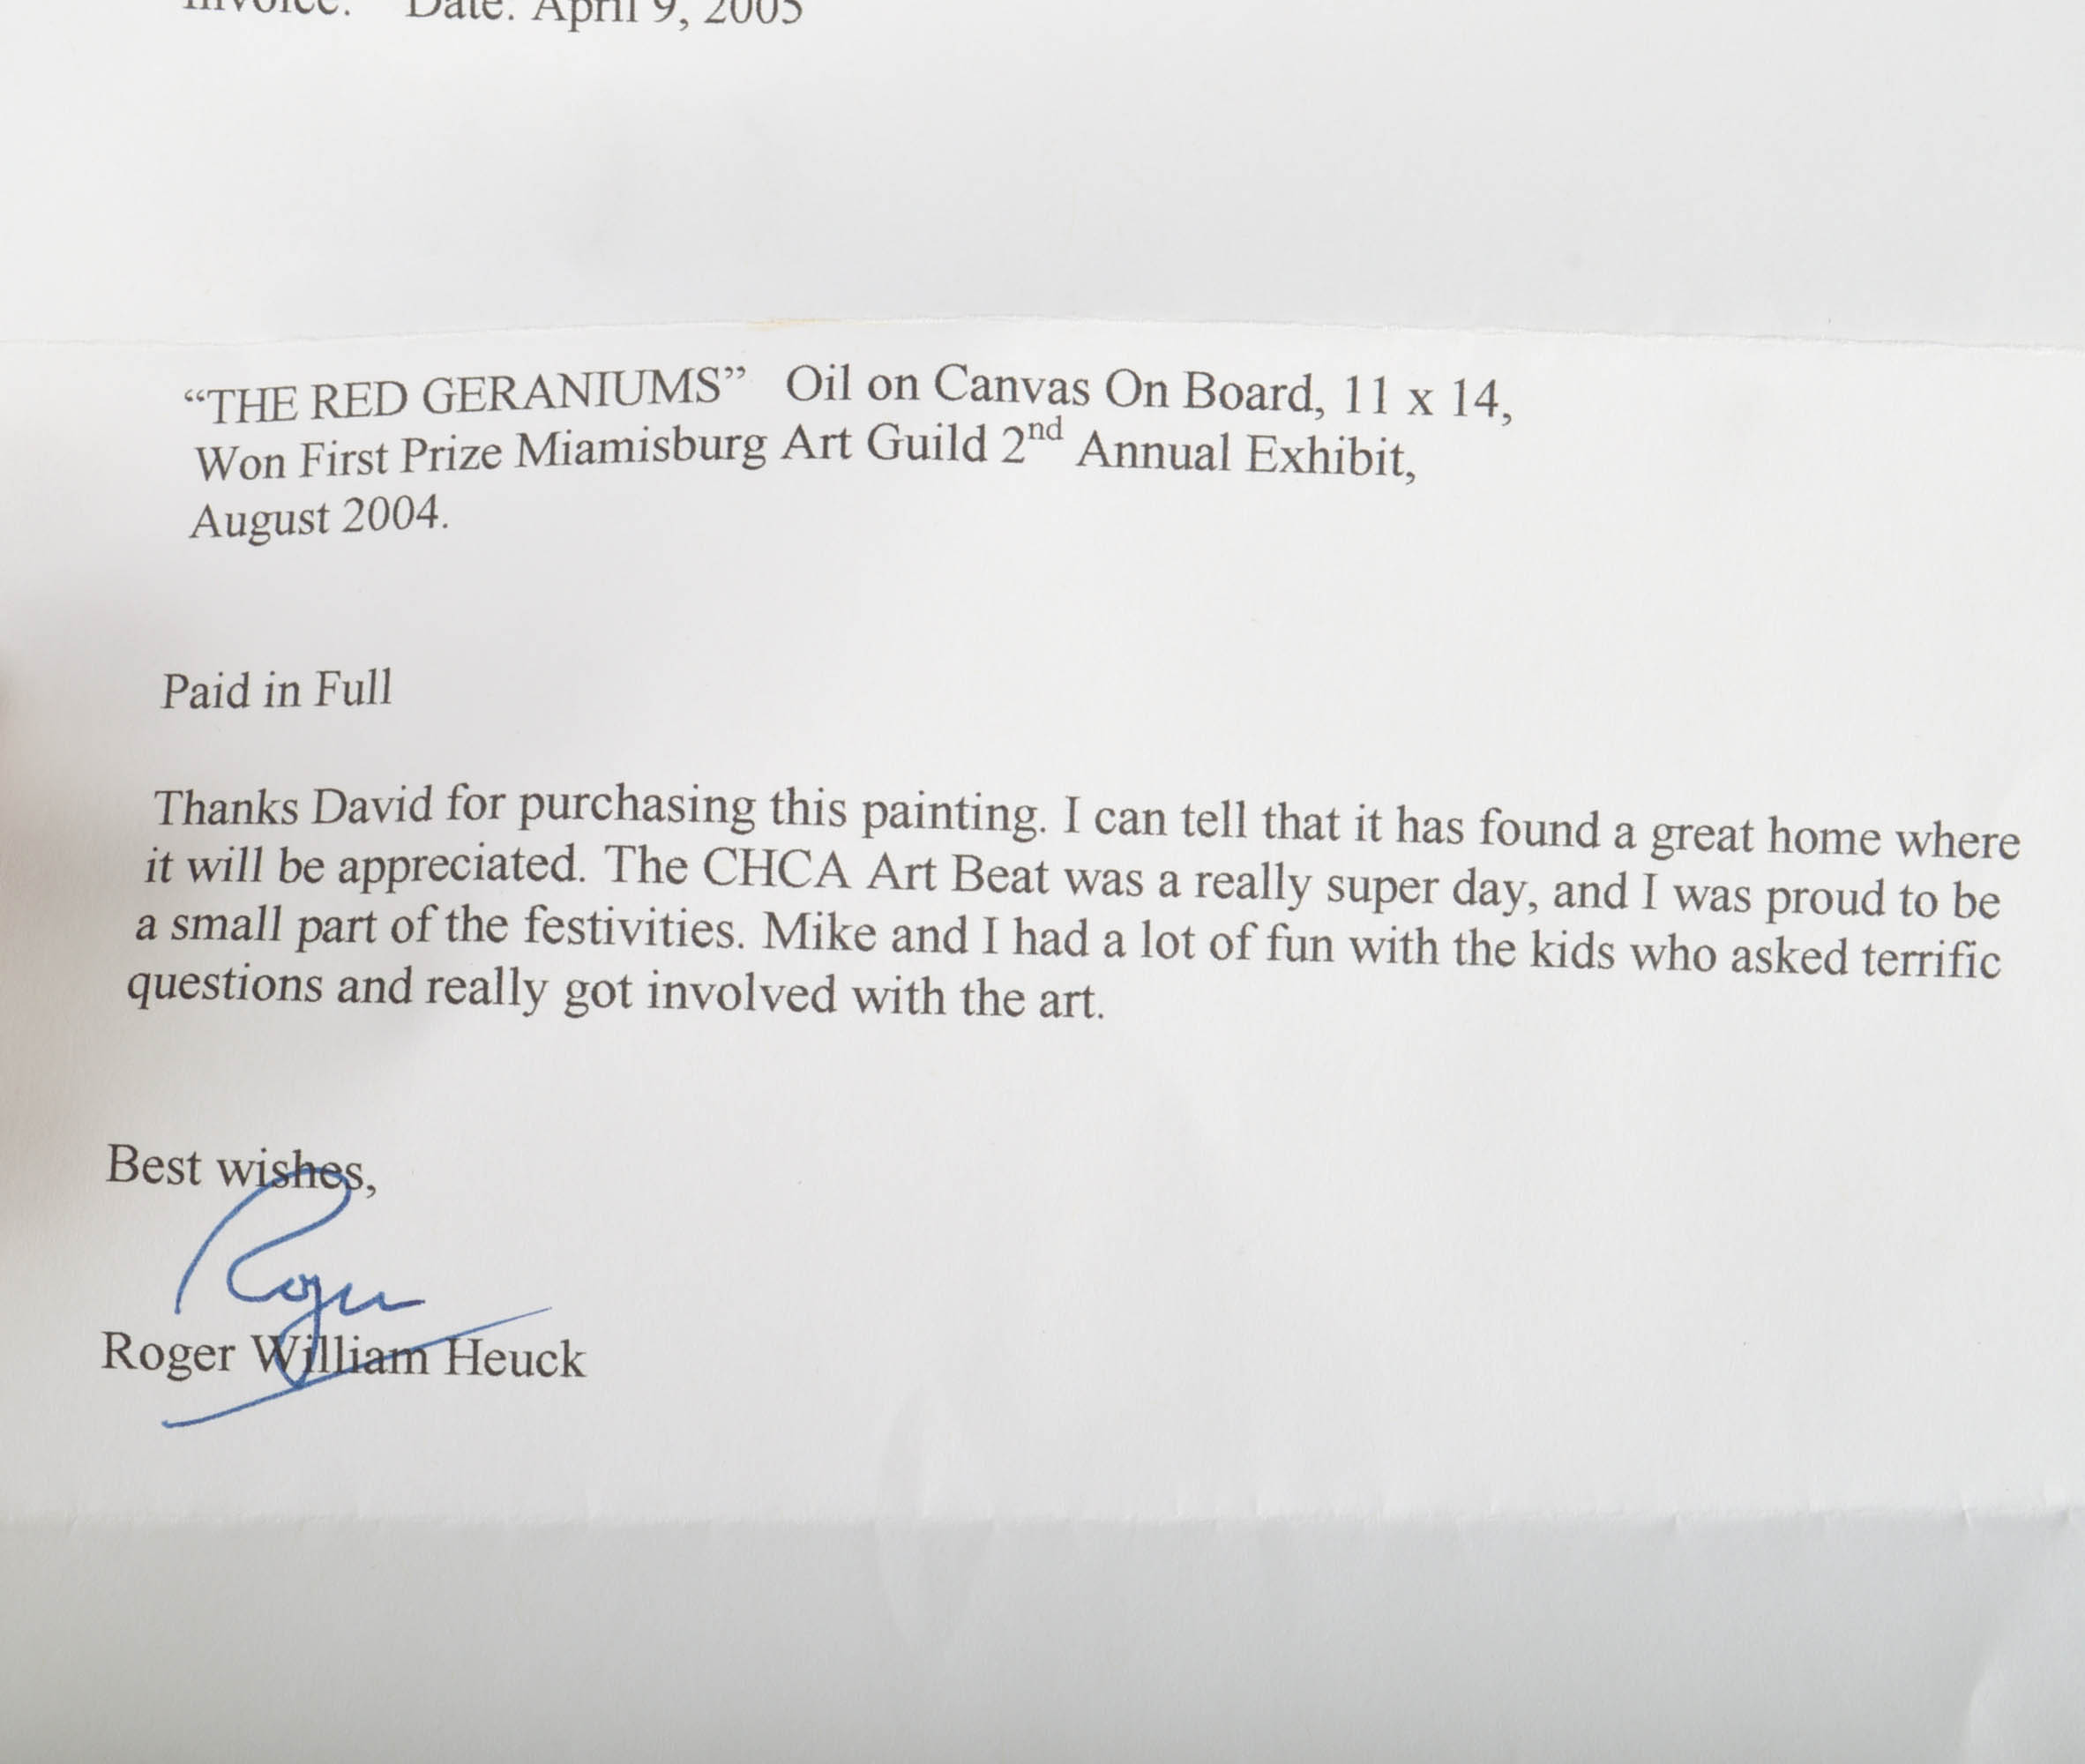 Invoice. Date: April 9, 2005
“THE RED GERANIUMS” Oil on Canvas On Board, 11 x 14,
Won First Prize Miamisburg Art Guild 2nd Annual Exhibit,
August 2004.
Paid in Full
Thanks David for purchasing this painting. I can tell that it has found a great home where
it will be appreciated. The CHCA Art Beat was a really super day, and I was proud to be
a small part of the festivities. Mike and I had a lot of fun with the kids who asked terrific
questions and really got involved with the art.
Best wishes,
Roger
Roger William Heuck